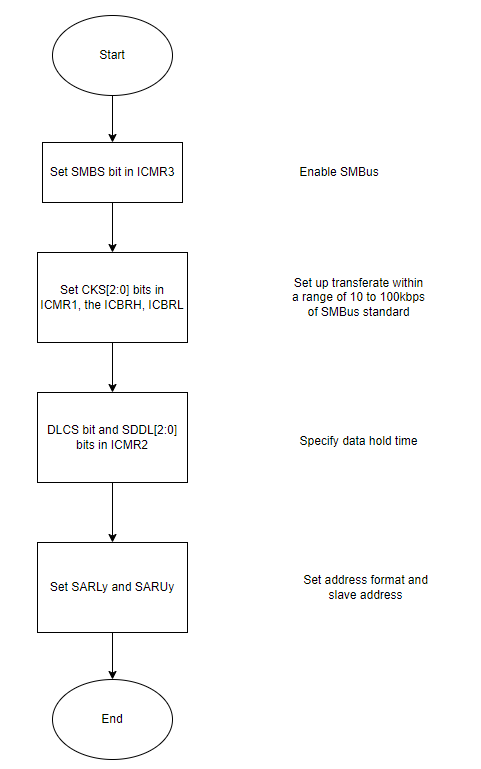 Start
Set SMBS bit in ICMR3
Enable SMBus
Set CKS[2:0] bits in
ICMR1, the ICBRH, ICBRL
Set up transferate within
a range of 10 to 100kbps
of SMBus standard
DLCS bit and SDDL[2:0]
bits in ICMR2
Specify data hold time
Set SARLy and SARUy
Set address format and
slave address
End